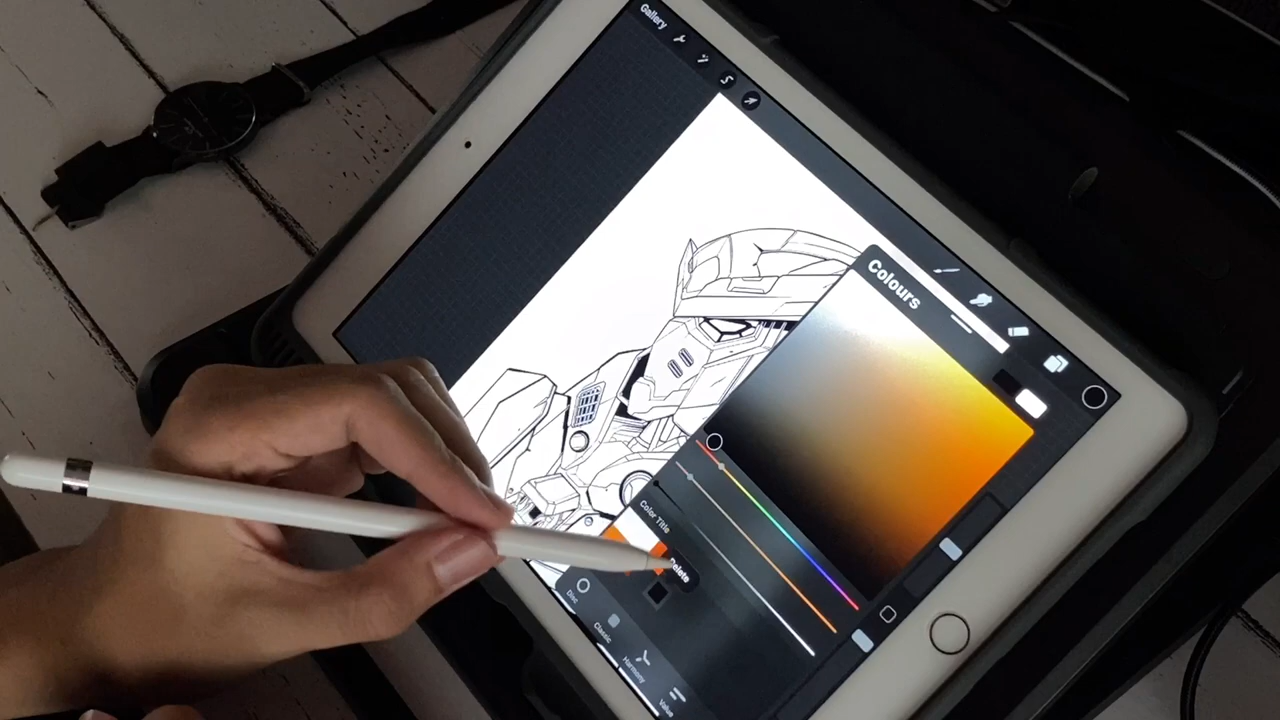 Gallery
Colours
Color Title
Delete
Disc
Classic
Harmony
Value